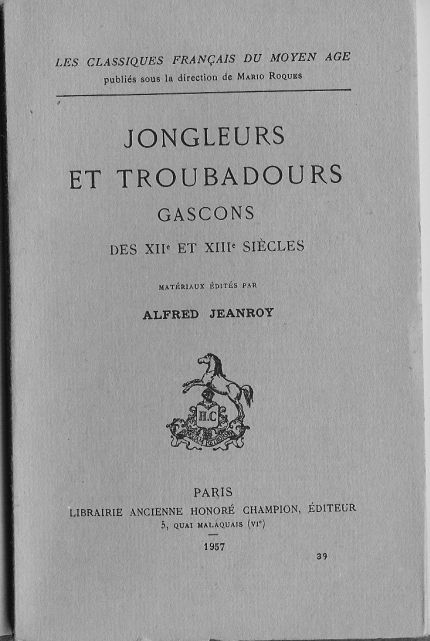 LES CLASSIQUES FRANÇAIS DU MOYEN AGE
publiés sous la direction de MARIO ROQUES
JONGLEURS
ET TROUBADOURS
GASCONS
DES XIIᵉ ET XIIIᵉ SIÈCLES
MATÉRIAUX ÉDITÉS PAR
ALFRED JEANROY
H.C
PARIS
LIBRAIRIE ANCIENNE HONORÉ CHAMPION, ÉDITEUR
5, QUAI MALAQUAIS (VIᵉ)
1957
39